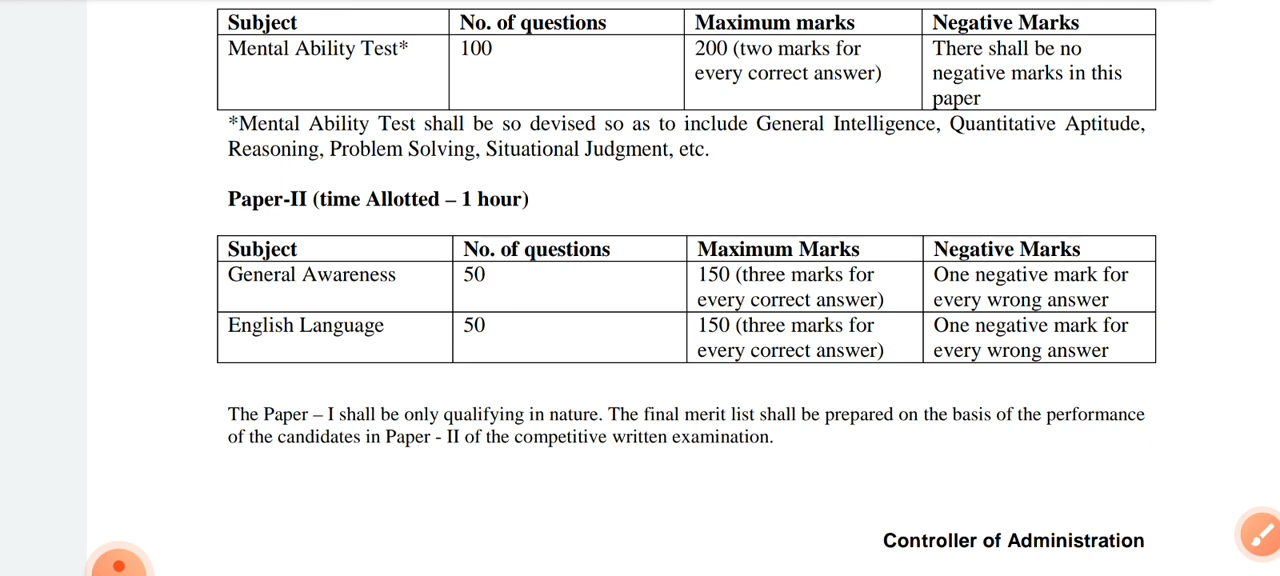 Subject No. of questions Maximum marks Negative Marks
Mental Ability Test* 100 200 (two marks for There shall be no
every correct answer) negative marks in this
paper
*Mental Ability Test shall be so devised so as to include General Intelligence, Quantitative Aptitude,
Reasoning, Problem Solving, Situational Judgment, etc.
Paper-II (time Allotted – 1 hour)
Subject No. of questions Maximum Marks Negative Marks
General Awareness 50 150 (three marks for One negative mark for
every correct answer) every wrong answer
English Language 50 150 (three marks for One negative mark for
every correct answer) every wrong answer
The Paper – I shall be only qualifying in nature. The final merit list shall be prepared on the basis of the performance
of the candidates in Paper - II of the competitive written examination.
Controller of Administration